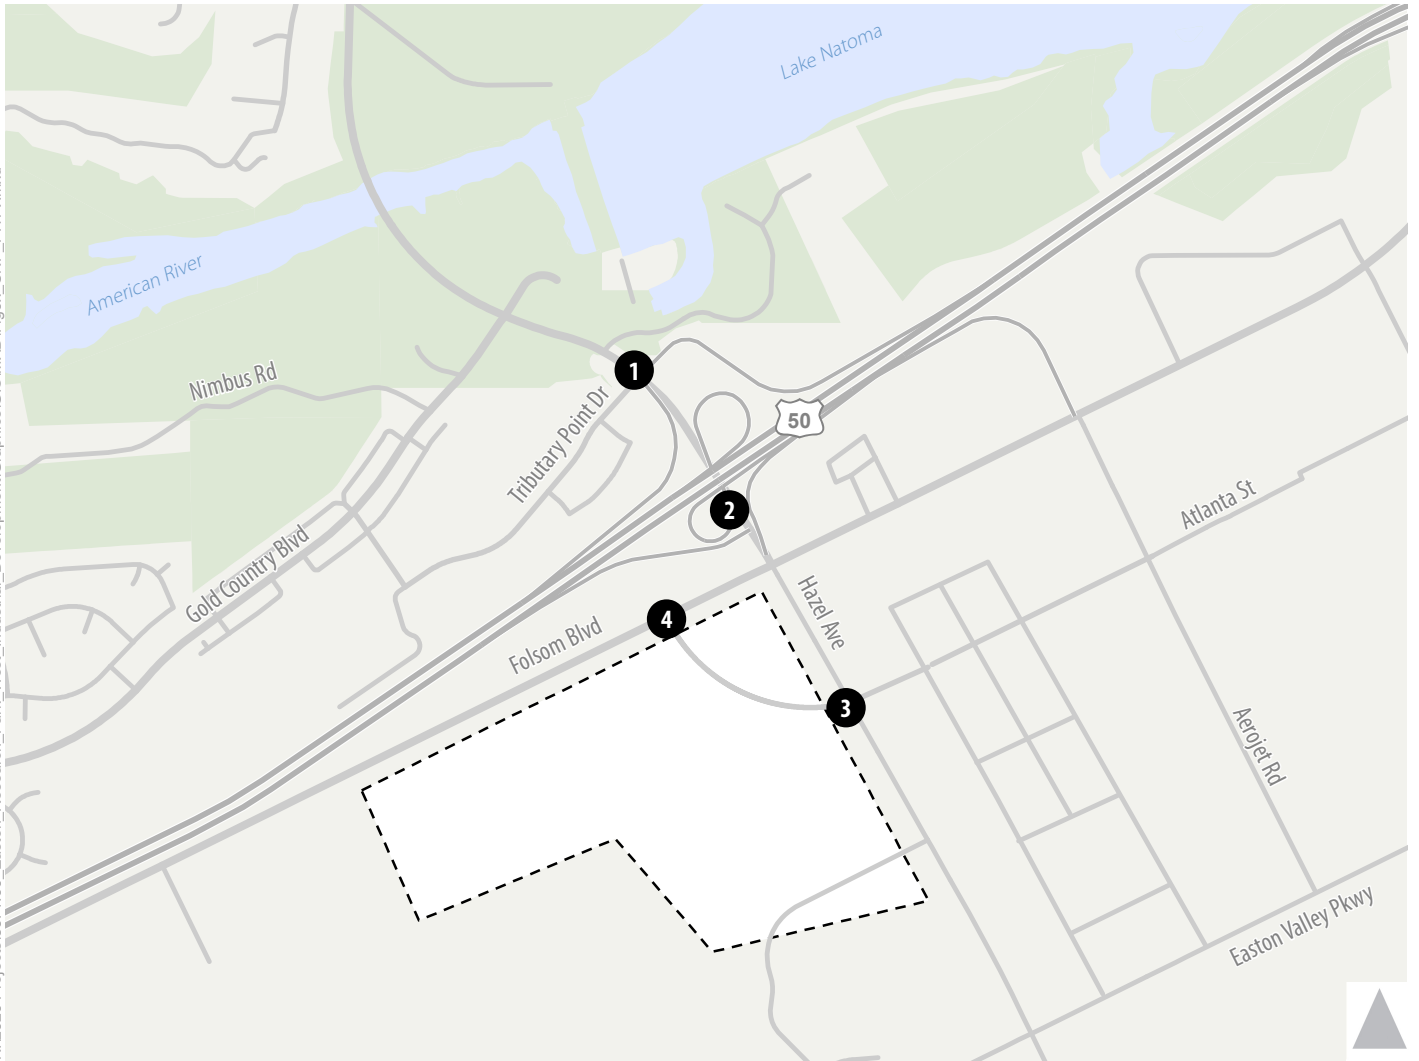 Lake Natoma
American River
Nimbus Rd
1
Tributary Point Dr
50
2
Atlanta St
Gold Country Blvd
Hazel Ave
4
Folsom Blvd
3
Aerojet Rd
Easton Valley Pkwy